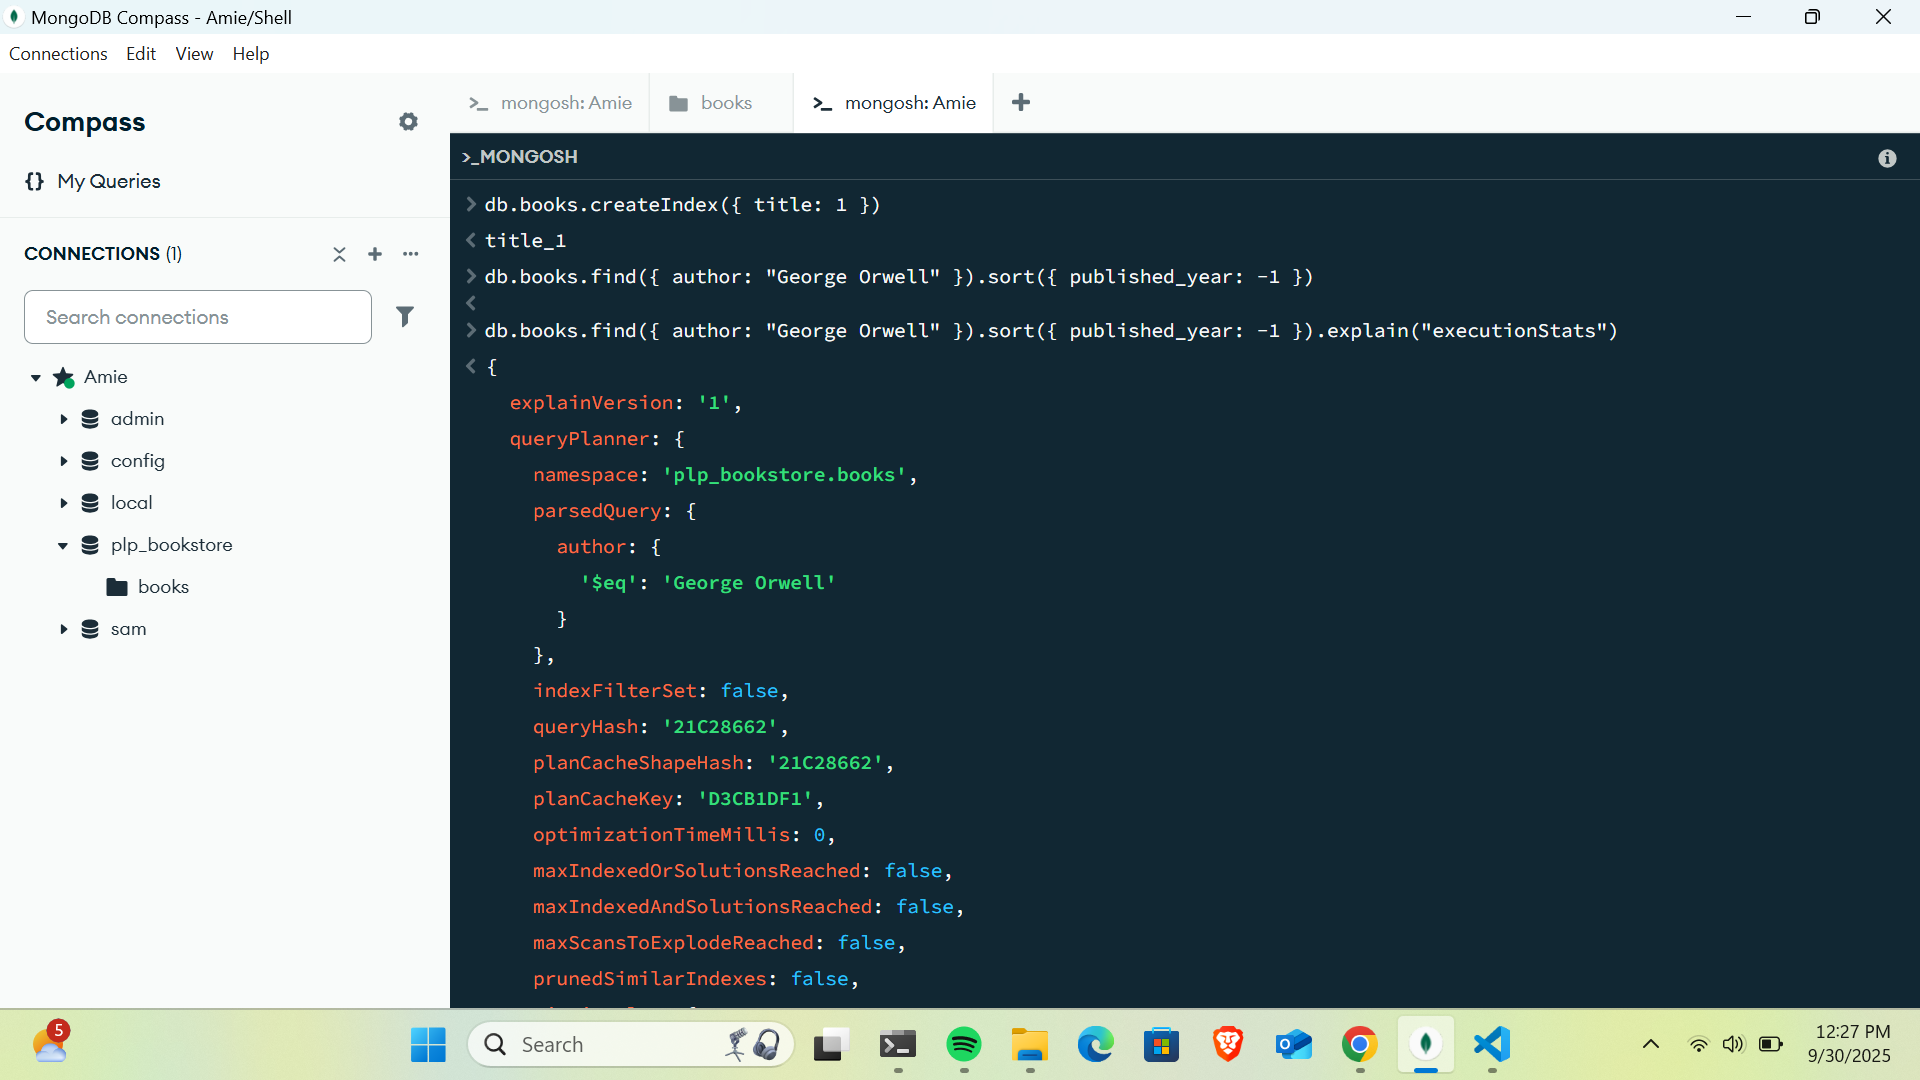 MongoDB Compass - Amie/Shell
Connections Edit View Help
Compass
My Queries
CONNECTIONS (1)
Search connections
Amie
admin
config
local
plp_bookstore
books
sam
mongosh: Amie
books
mongosh: Amie
>_MONGOSH
db.books.createIndex({ title: 1 })
title_1
db.books.find({ author: "George Orwell" }).sort({ published_year: -1 })
db.books.find({ author: "George Orwell" }).sort({ published_year: -1 }).explain("executionStats")
{
explainVersion: '1',
queryPlanner: {
namespace: 'plp_bookstore.books',
parsedQuery: {
author: {
'$eq': 'George Orwell'
}
},
indexFilterSet: false,
queryHash: '21C28662',
planCacheShapeHash: '21C28662',
planCacheKey: 'D3CB1DF1',
optimizationTimeMillis: 0,
maxIndexedOrSolutionsReached: false,
maxIndexedAndSolutionsReached: false,
maxScansToExplodeReached: false,
prunedSimilarIndexes: false,
5
Search
12:27 PM
9/30/2025